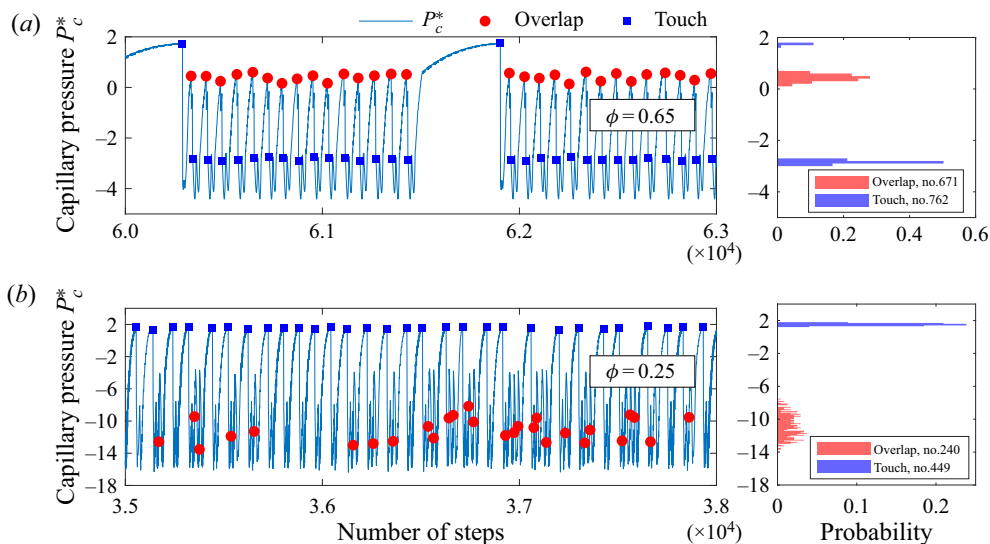 (a)
P*c Overlap Touch
Capillary pressure P*c
2
0
−2
−4
ϕ = 0.65
6.0 6.1 6.2 6.3
(×10⁴)
2
0
−2
−4
Overlap, no.671
Touch, no.762
0 0.2 0.4 0.6
(b)
Capillary pressure P*c
2
−2
−6
−10
−14
−18
ϕ = 0.25
3.5 3.6 3.7 3.8
Number of steps (×10⁴)
2
−2
−6
−10
−14
−18
Overlap, no.240
Touch, no.449
0 0.1 0.2
Probability